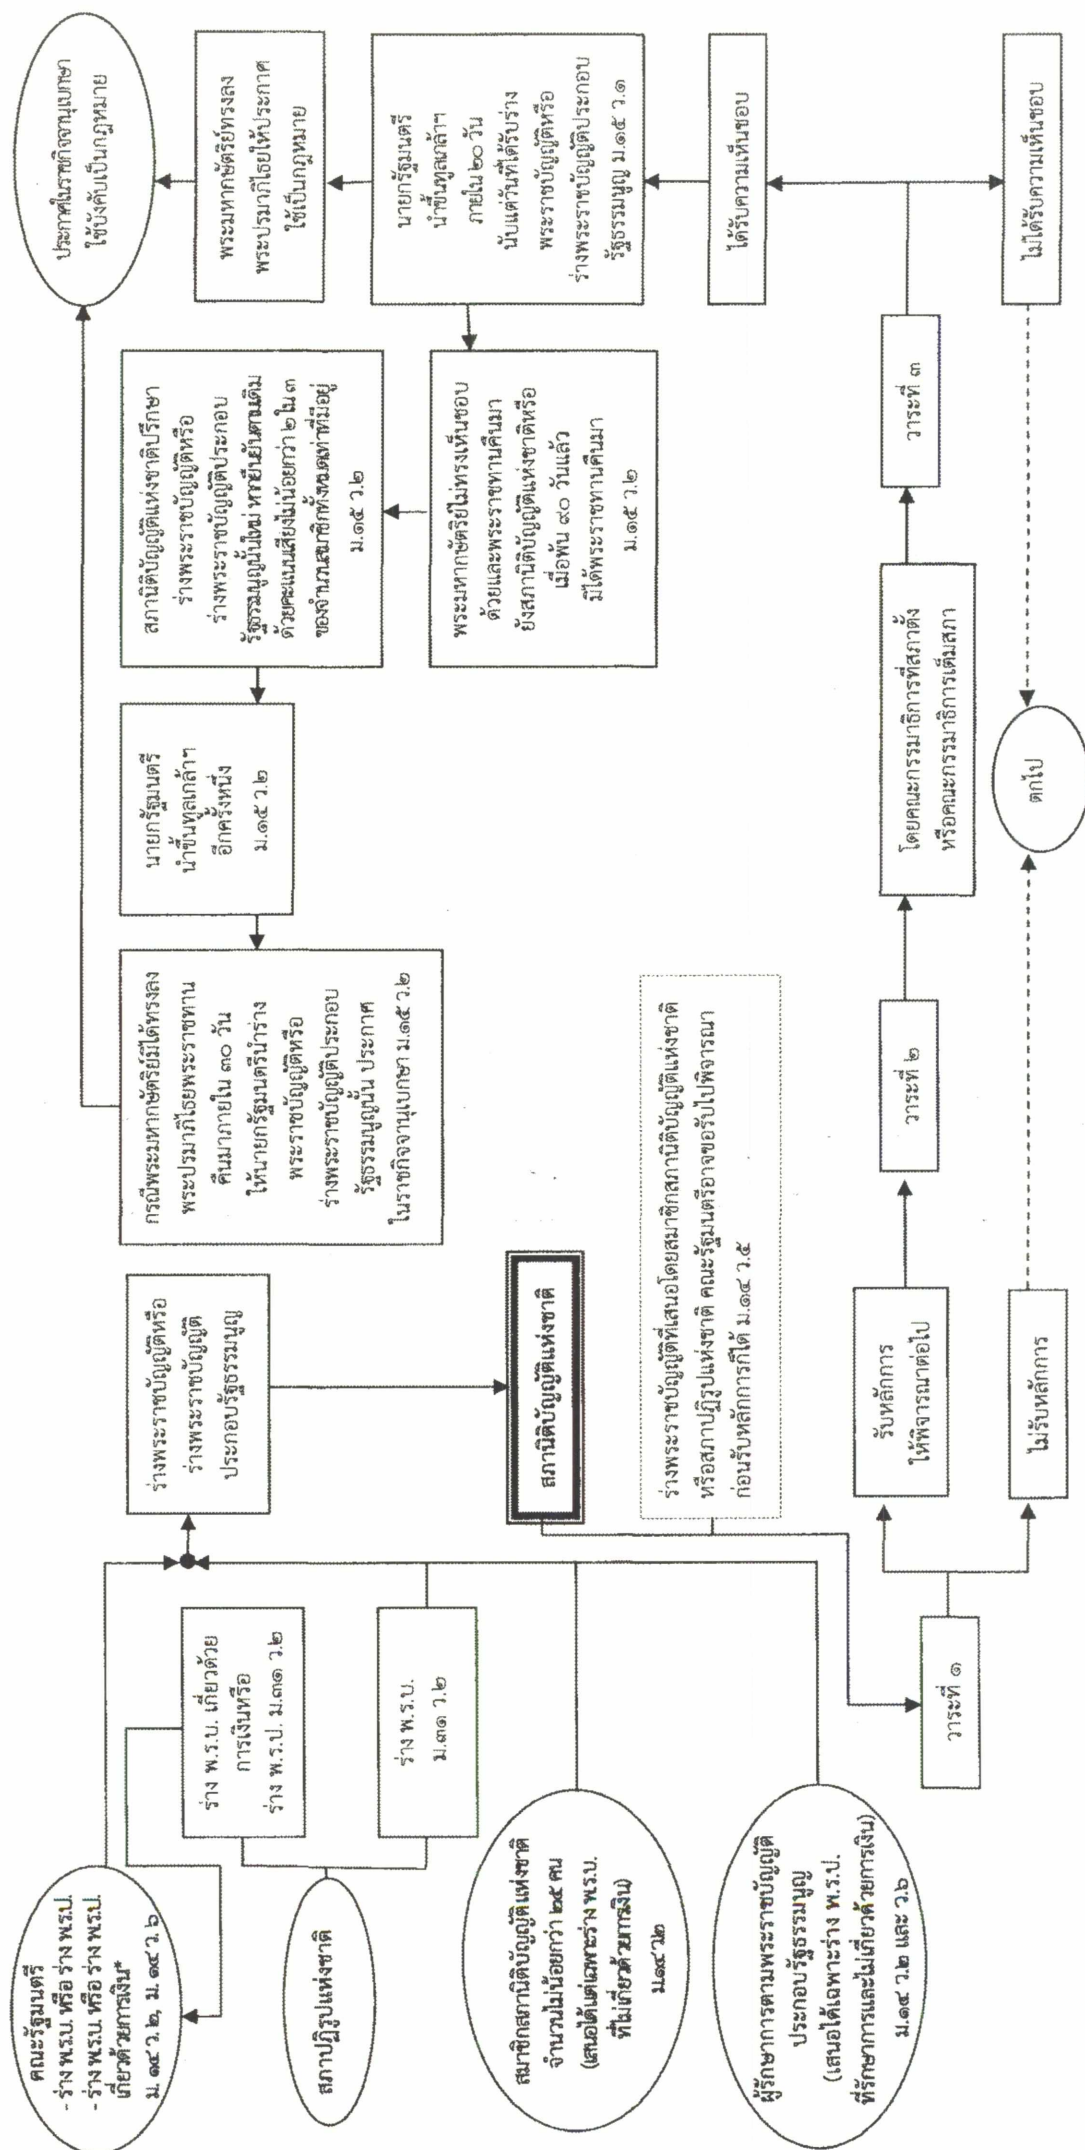 คณะรัฐมนตรี
- ร่าง พ.ร.บ. หรือ ร่าง พ.ร.ป.
- ร่าง พ.ร.บ. หรือ ร่าง พ.ร.ป.
เกี่ยวด้วยการเงิน*
ม. ๑๔ ว.๒, ม. ๑๔ ว. ๖
สภาปฏิรูปแห่งชาติ
สมาชิกสภานิติบัญญัติแห่งชาติ
จำนวนไม่น้อยกว่า ๒๕ คน
(เสนอได้แต่เฉพาะร่าง พ.ร.บ.
ที่ไม่เกี่ยวด้วยการเงิน)
ม.๑๔ ว.๒
ผู้รักษาการตามพระราชบัญญัติ
ประกอบรัฐธรรมนูญ
(เสนอได้เฉพาะร่าง พ.ร.ป.
ที่รักษาการและไม่เกี่ยวด้วยการเงิน)
ม.๑๔ ว.๒ และ ว.๖
ร่าง พ.ร.บ. เกี่ยวด้วย
การเงินหรือ
ร่าง พ.ร.ป. ม.๓๑ ว.๒
ร่าง พ.ร.บ.
ม.๓๑ ว.๒
ร่างพระราชบัญญัติหรือ
ร่างพระราชบัญญัติ
ประกอบรัฐธรรมนูญ
สภานิติบัญญัติแห่งชาติ
ร่างพระราชบัญญัติที่เสนอโดยสมาชิกสภานิติบัญญัติแห่งชาติ
หรือสภาปฏิรูปแห่งชาติ คณะรัฐมนตรีอาจขอรับไปพิจารณา
ก่อนรับหลักการก็ได้ ม.๑๔ ว.๕
วาระที่ ๑
รับหลักการ
ให้พิจารณาต่อไป
ไม่รับหลักการ
วาระที่ ๒
โดยคณะกรรมาธิการที่สภาตั้ง
หรือคณะกรรมาธิการเต็มสภา
วาระที่ ๓
ตกไป
ได้รับความเห็นชอบ
ไม่ได้รับความเห็นชอบ
นายกรัฐมนตรี
นำขึ้นทูลเกล้าฯ
ภายใน ๒๐ วัน
นับแต่วันที่ได้รับร่าง
พระราชบัญญัติหรือ
ร่างพระราชบัญญัติประกอบ
รัฐธรรมนูญ ม.๑๕ ว.๑
พระมหากษัตริย์ทรงลง
พระปรมาภิไธยให้ประกาศ
ใช้เป็นกฎหมาย
ประกาศในราชกิจจานุเบกษา
ใช้บังคับเป็นกฎหมาย
พระมหากษัตริย์ไม่ทรงเห็นชอบ
ด้วยและพระราชทานคืนมา
ยังสภานิติบัญญัติแห่งชาติหรือ
เมื่อพ้น ๙๐ วันแล้ว
มิได้พระราชทานคืนมา
ม.๑๕ ว.๒
สภานิติบัญญัติแห่งชาติปรึกษา
ร่างพระราชบัญญัติหรือ
ร่างพระราชบัญญัติประกอบ
รัฐธรรมนูญนั้นใหม่ หากยืนยันตามเดิม
ด้วยคะแนนเสียงไม่น้อยกว่า ๒ ใน ๓
ของจำนวนสมาชิกทั้งหมดเท่าที่มีอยู่
ม.๑๕ ว.๒
นายกรัฐมนตรี
นำขึ้นทูลเกล้าฯ
อีกครั้งหนึ่ง
ม.๑๕ ว.๒
กรณีพระมหากษัตริย์มิได้ทรงลง
พระปรมาภิไธยพระราชทาน
คืนมาภายใน ๓๐ วัน
ให้นายกรัฐมนตรีนำร่าง
พระราชบัญญัติหรือ
ร่างพระราชบัญญัติประกอบ
รัฐธรรมนูญนั้น ประกาศ
ในราชกิจจานุเบกษา ม.๑๕ ว.๒